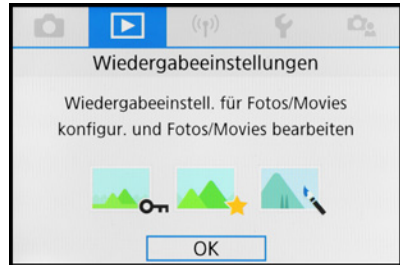 Wiedergabeeinstellungen
Wiedergabeeinstell. für Fotos/Movies
konfigur. und Fotos/Movies bearbeiten
OK